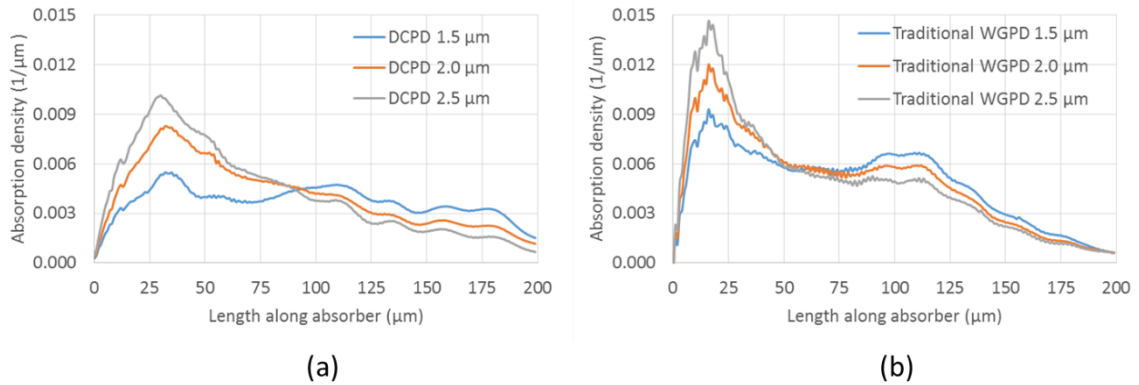 Absorption density (1/µm)
0.015
0.012
0.009
0.006
0.003
0.000
DCPD 1.5 µm
DCPD 2.0 µm
DCPD 2.5 µm
0 25 50 75 100 125 150 175 200
Length along absorber (µm)
(a)
Absorption density (1/um)
0.015
0.012
0.009
0.006
0.003
0.000
Traditional WGPD 1.5 µm
Traditional WGPD 2.0 µm
Traditional WGPD 2.5 µm
0 25 50 75 100 125 150 175 200
Length along absorber (µm)
(b)